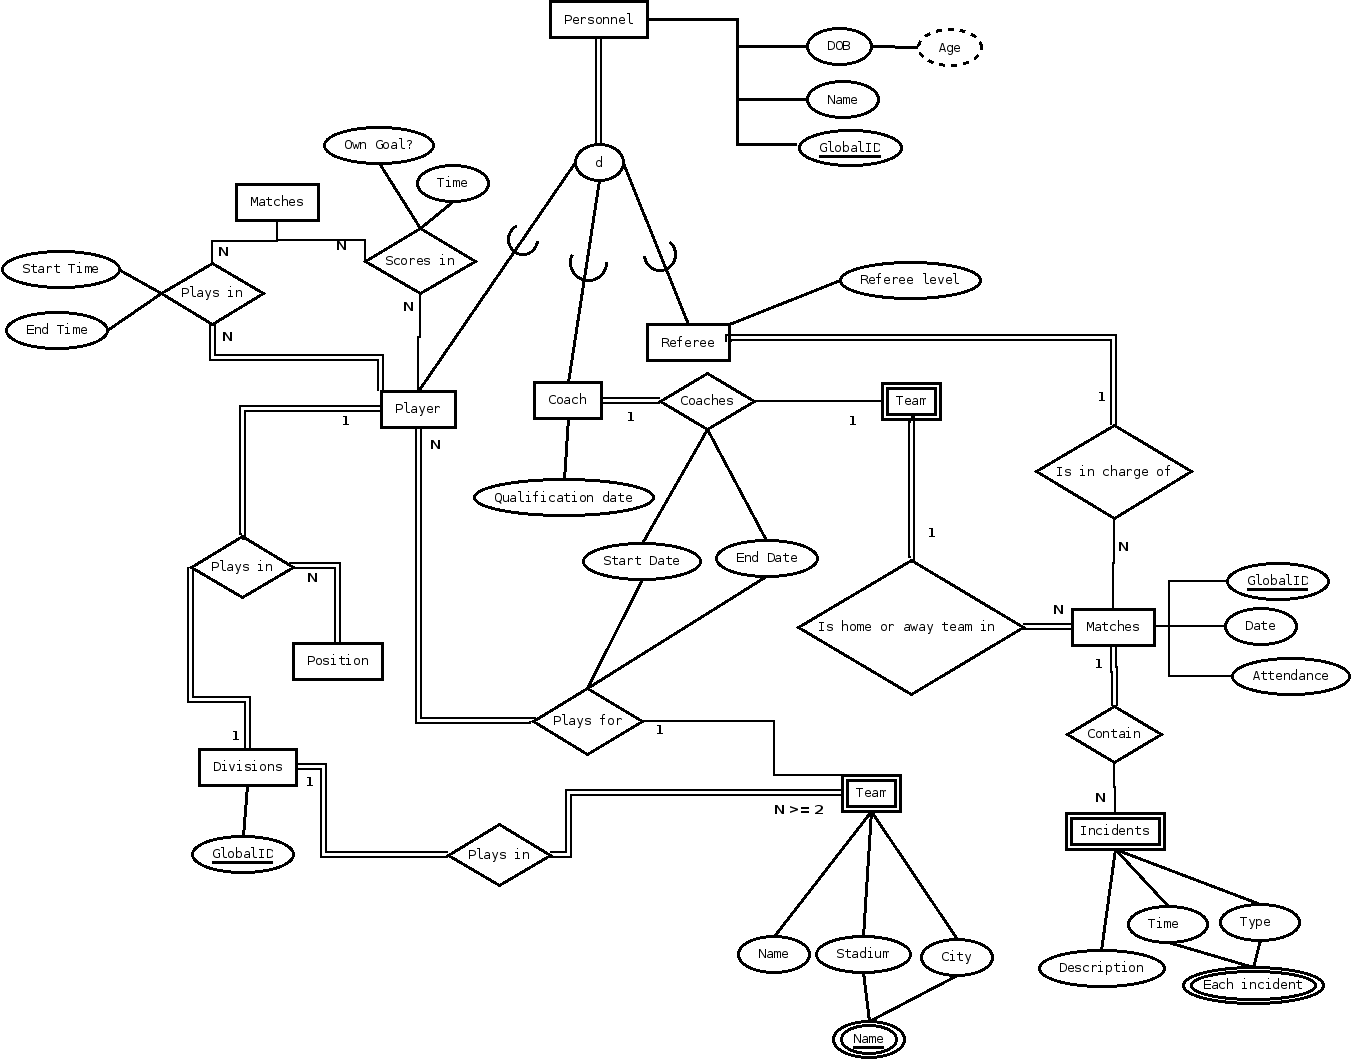 Personnel
DOB
Age
Name
GlobalID
Own Goal?
Time
Matches
N
N
Scores in
Start Time
Plays in
End Time
N
N
d
Referee level
Referee
Player
1
N
Coach
1
Coaches
1
Team
1
Qualification date
Is in charge of
Start Date
End Date
1
N
Plays in
N
Position
Is home or away team in
N
Matches
GlobalID
Date
Attendance
1
Plays for
1
Contain
1
Divisions
1
N >= 2
Team
N
Incidents
GlobalID
Plays in
Name
Stadium
City
Name
Time
Type
Description
Each incident